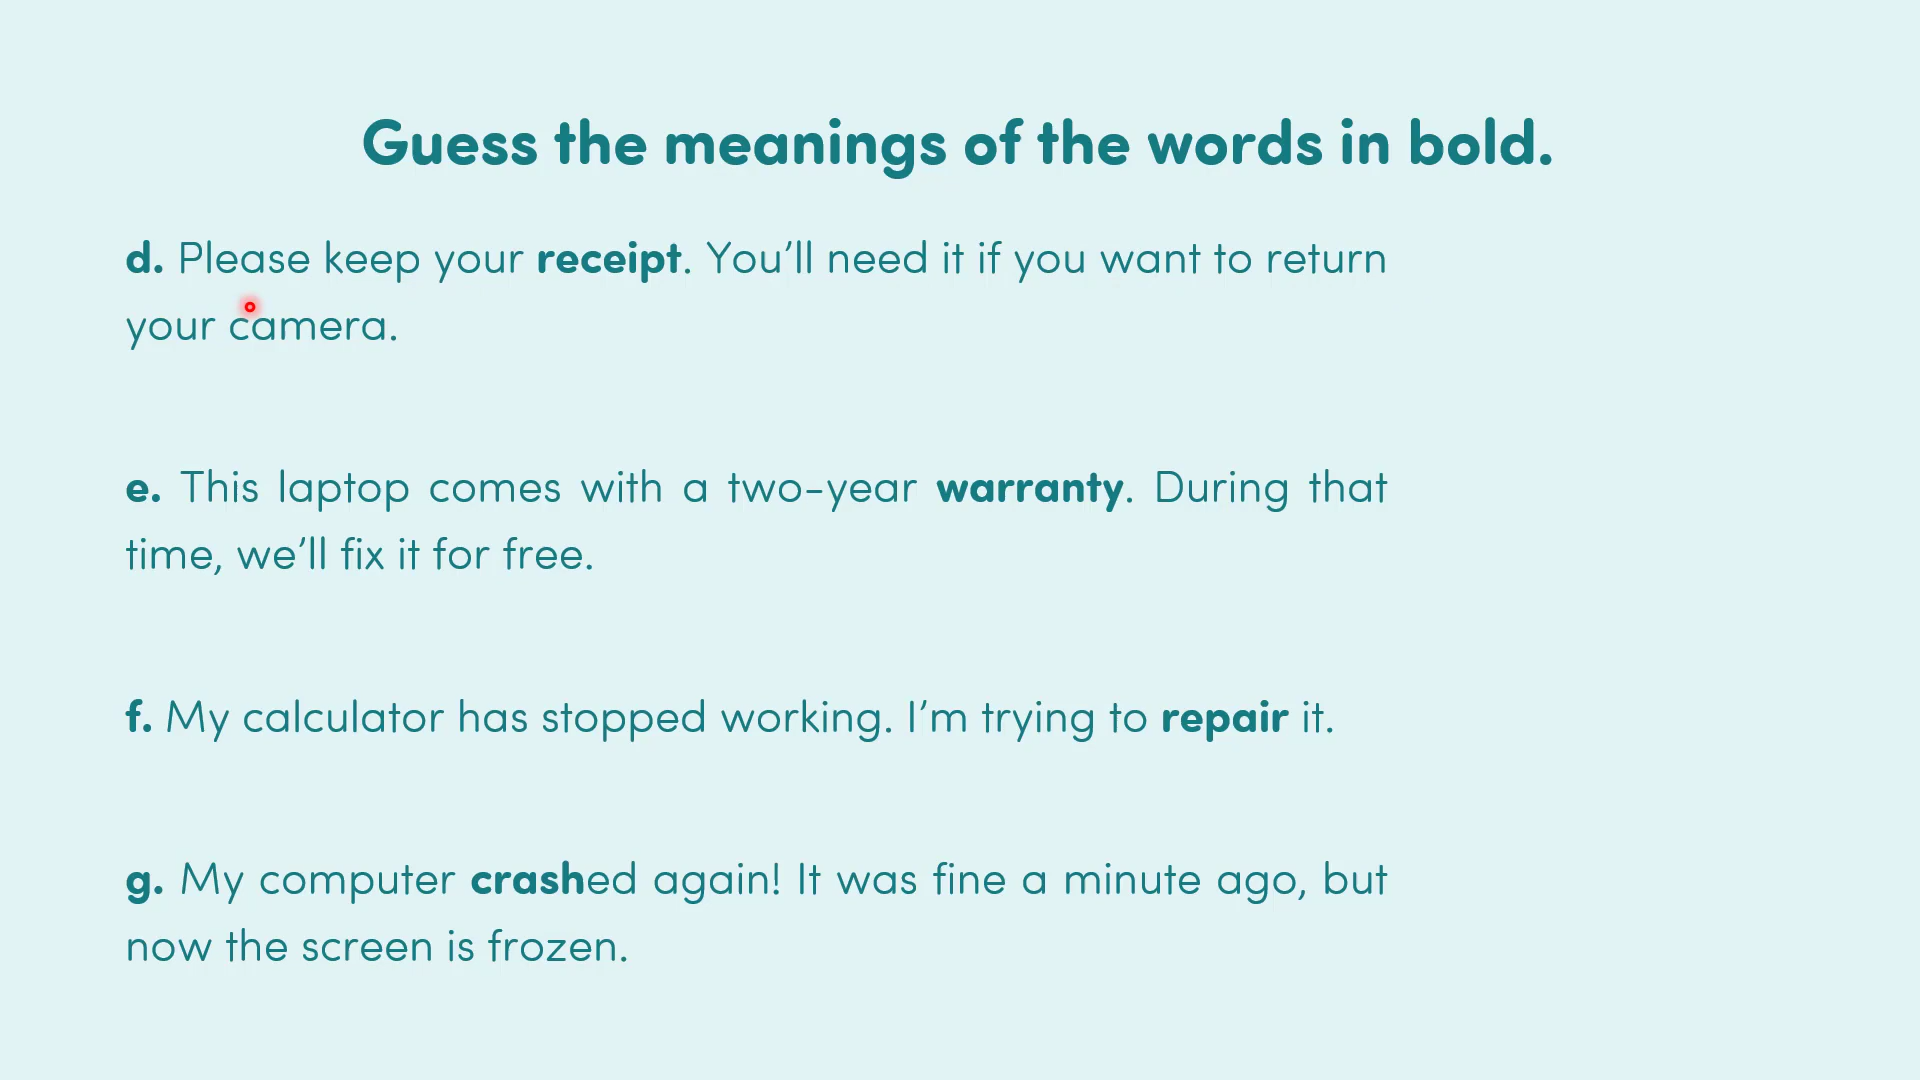 Guess the meanings of the words in bold.
d. Please keep your receipt. You’ll need it if you want to return
your camera.
e. This laptop comes with a two-year warranty. During that
time, we’ll fix it for free.
f. My calculator has stopped working. I’m trying to repair it.
g. My computer crashed again! It was fine a minute ago, but
now the screen is frozen.